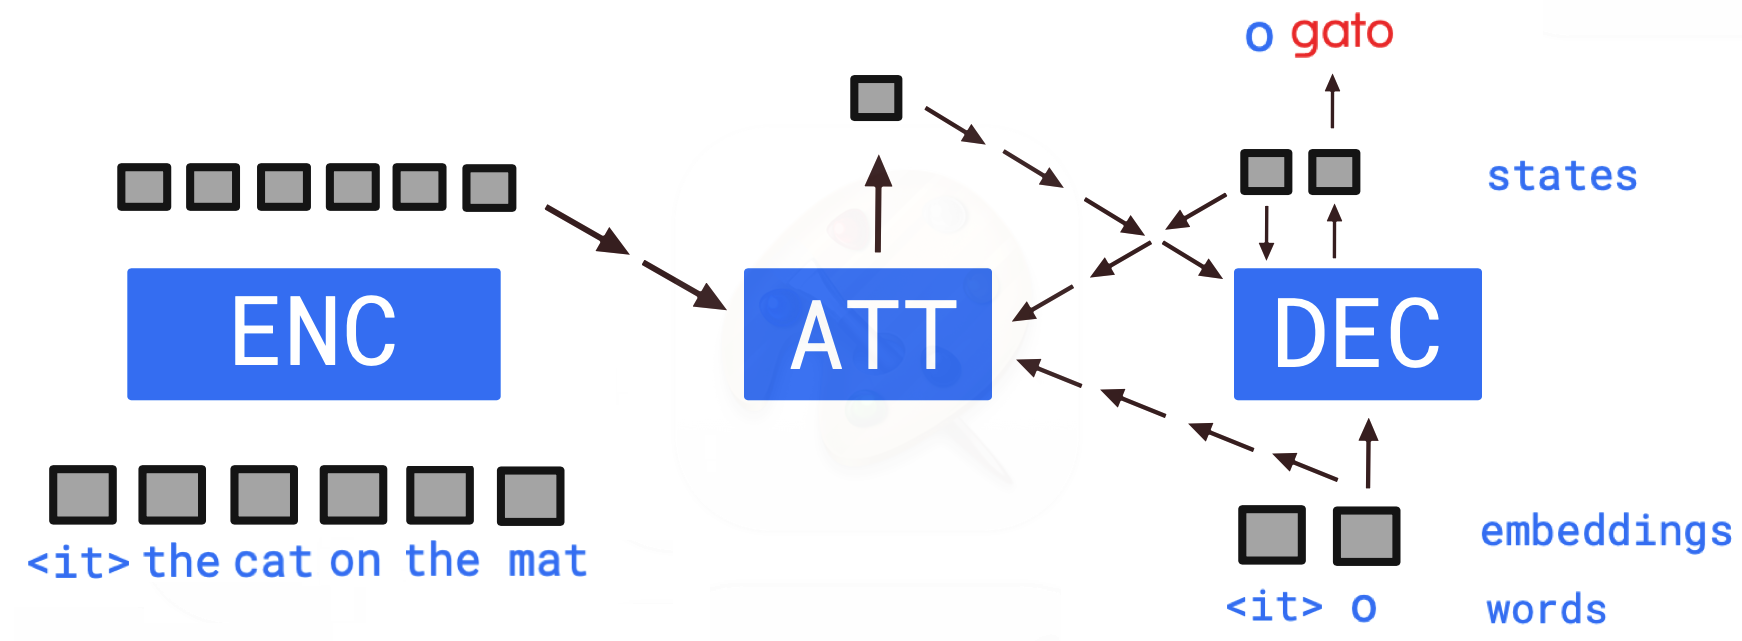 o gato
states
ENC
ATT
DEC
embeddings
<it> the cat on the mat
<it> o
words